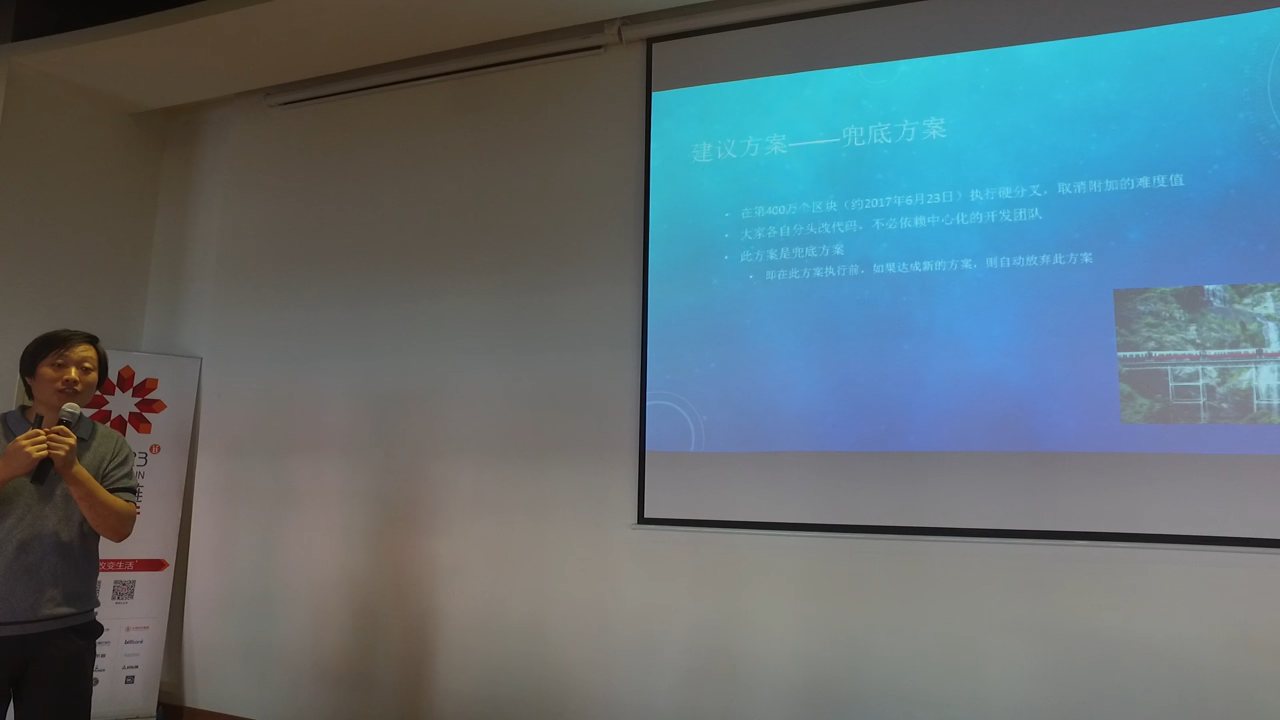 建议方案——兜底方案
在第400万个区块（约2017年6月23日）执行硬分叉，取消附加的难度值
大家各自分头改代码，不必依赖中心化的开发团队
此方案是兜底方案
即在此方案执行前，如果达成新的方案，则自动放弃此方案
改变生活